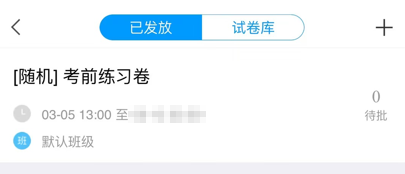 已发放 试卷库
[随机] 考前练习卷
03-05 13:00 至
0
待批
班 默认班级